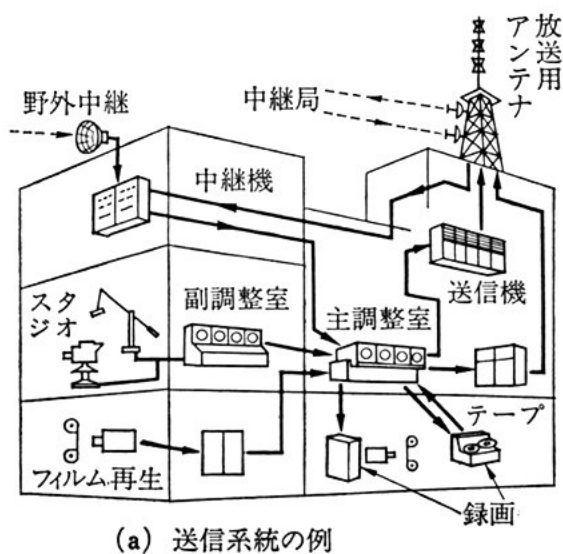 放送用
アンテナ
野外中継
中継局
中継機
送信機
スタ
ジオ
副調整室
主調整室
テープ
フィルム再生
録画
(a) 送信系統の例